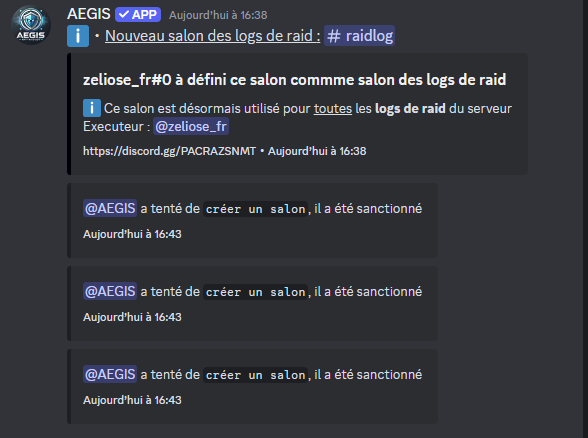 AEGIS
AEGIS ✓ APP Aujourd'hui à 16:38
i • Nouveau salon des logs de raid : # raidlog
zeliose_fr#0 à défini ce salon commme salon des logs de raid
i Ce salon est désormais utilisé pour toutes les logs de raid du serveur
Executeur : @zeliose_fr
https://discord.gg/PACRAZSNMT • Aujourd'hui à 16:38
@AEGIS a tenté de créer un salon, il a été sanctionné
Aujourd'hui à 16:43
@AEGIS a tenté de créer un salon, il a été sanctionné
Aujourd'hui à 16:43
@AEGIS a tenté de créer un salon, il a été sanctionné
Aujourd'hui à 16:43